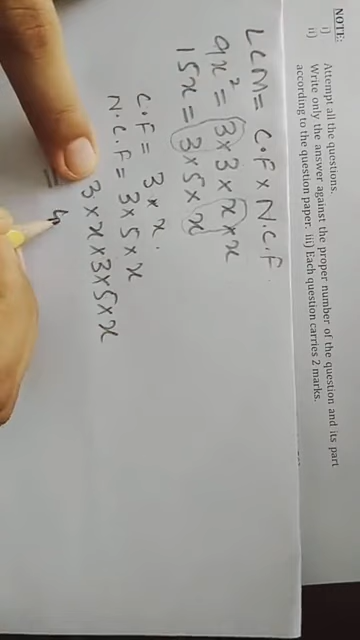 NOTE:
i) Attempt all the questions.
ii) Write only the answer against the proper number of the question and its part
according to the question paper. iii) Each question carries 2 marks.
LCM = C.F × N.C.F.
9x² = 3×3×x×x
15x = 3×5×x
C.F = 3×x.
N.C.F = 3×5×x
3×x×3×5×x
= 4